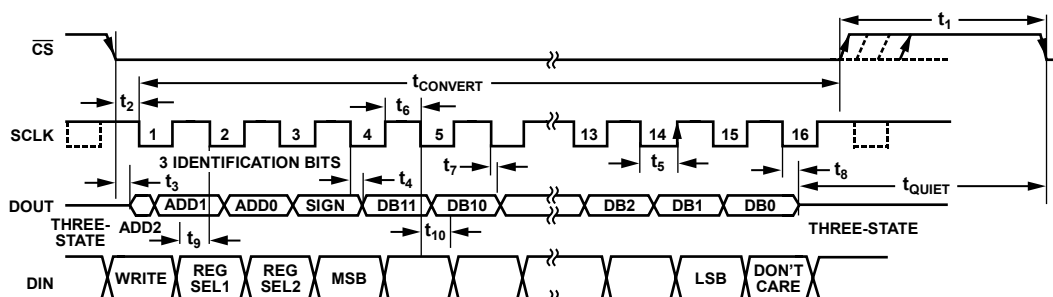 t1
CS
tCONVERT
t2
t6
SCLK
1 2 3 4 5 13 14 15 16
3 IDENTIFICATION BITS
t7
t5
t8
t3
t4
tQUIET
DOUT
ADD1 ADD0 SIGN DB11 DB10 DB2 DB1 DB0
THREE-
STATE
ADD2
THREE-STATE
t9
t10
DIN
WRITE
REG
SEL1
REG
SEL2
MSB
LSB
DON'T
CARE